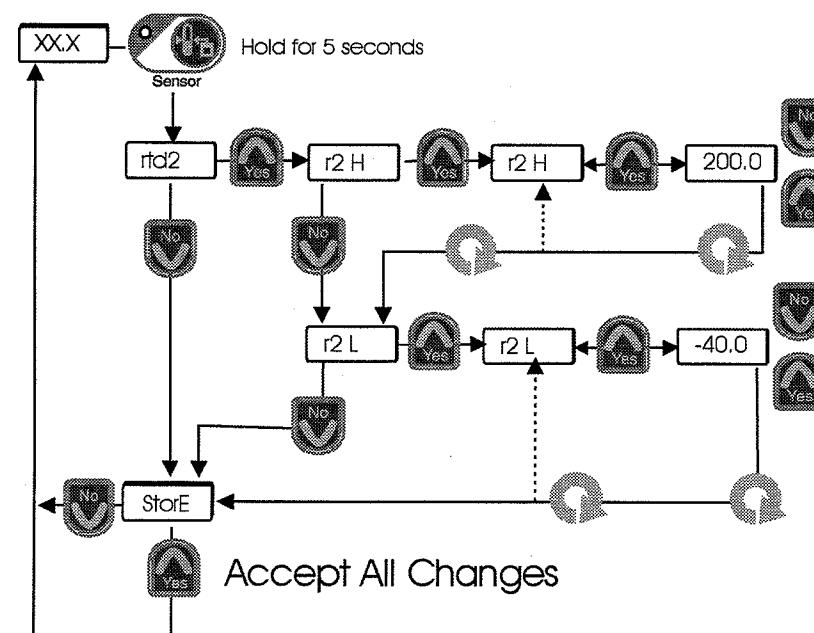 XX.X
Hold for 5 seconds
Sensor
rtd2
Yes
r2 H
Yes
r2 H
Yes
200.0
No
Yes
No
No
r2 L
Yes
r2 L
Yes
-40.0
No
Yes
No
No
StorE
Yes
Accept All Changes